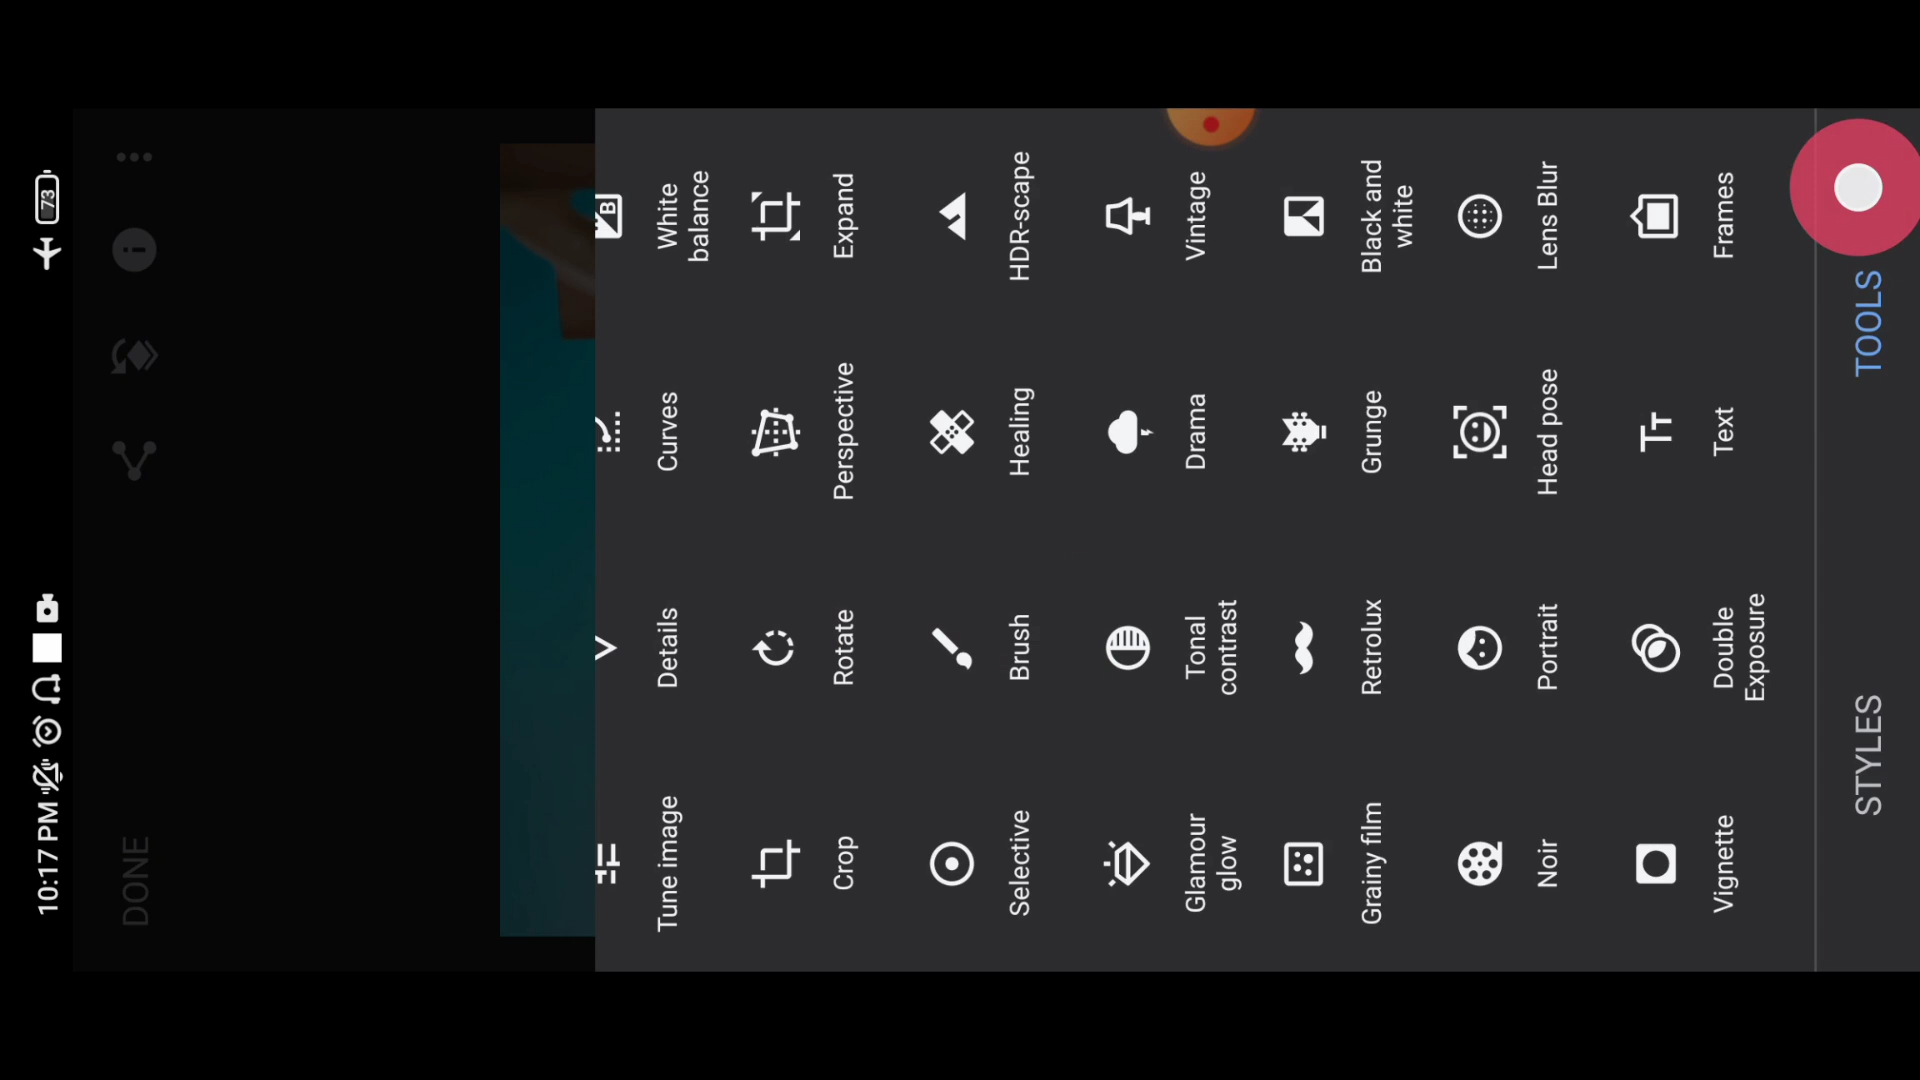 10:17 PM
73
DONE
Tune image
Details
Curves
White
balance
Crop
Rotate
Perspective
Expand
Selective
Brush
Healing
HDR-scape
Glamour
glow
Tonal
contrast
Drama
Vintage
Grainy film
Retrolux
Grunge
Black and
white
Noir
Portrait
Head pose
Lens Blur
Vignette
Double
Exposure
Text
Frames
STYLES
TOOLS